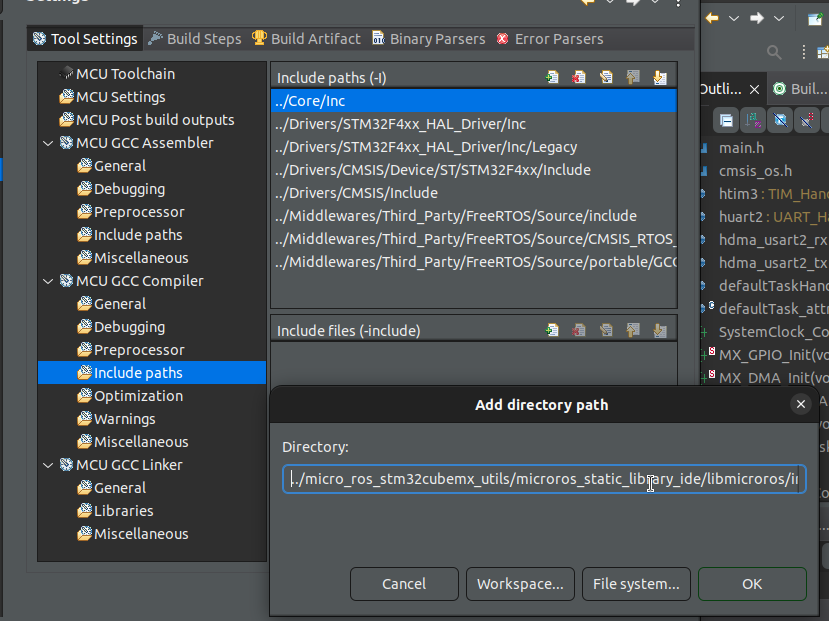 Tool Settings
Build Steps
Build Artifact
Binary Parsers
Error Parsers
MCU Toolchain
MCU Settings
MCU Post build outputs
MCU GCC Assembler
General
Debugging
Preprocessor
Include paths
Miscellaneous
MCU GCC Compiler
General
Debugging
Preprocessor
Include paths
Optimization
Warnings
Miscellaneous
MCU GCC Linker
General
Libraries
Miscellaneous
Include paths (-I)
../Core/Inc
../Drivers/STM32F4xx_HAL_Driver/Inc
../Drivers/STM32F4xx_HAL_Driver/Inc/Legacy
../Drivers/CMSIS/Device/ST/STM32F4xx/Include
../Drivers/CMSIS/Include
../Middlewares/Third_Party/FreeRTOS/Source/include
../Middlewares/Third_Party/FreeRTOS/Source/CMSIS_RTOS_
../Middlewares/Third_Party/FreeRTOS/Source/portable/GCC
Include files (-include)
Add directory path
Directory:
../micro_ros_stm32cubemx_utils/microros_static_library_ide/libmicroros/in
Cancel
Workspace...
File system...
OK
Outli...
Buil...
main.h
cmsis_os.h
htim3 : TIM_Hand
huart2 : UART_Ha
hdma_usart2_rx
hdma_usart2_tx
defaultTaskHand
defaultTask_attr
SystemClock_Co
MX_GPIO_Init(vo
MX_DMA_Init(vo